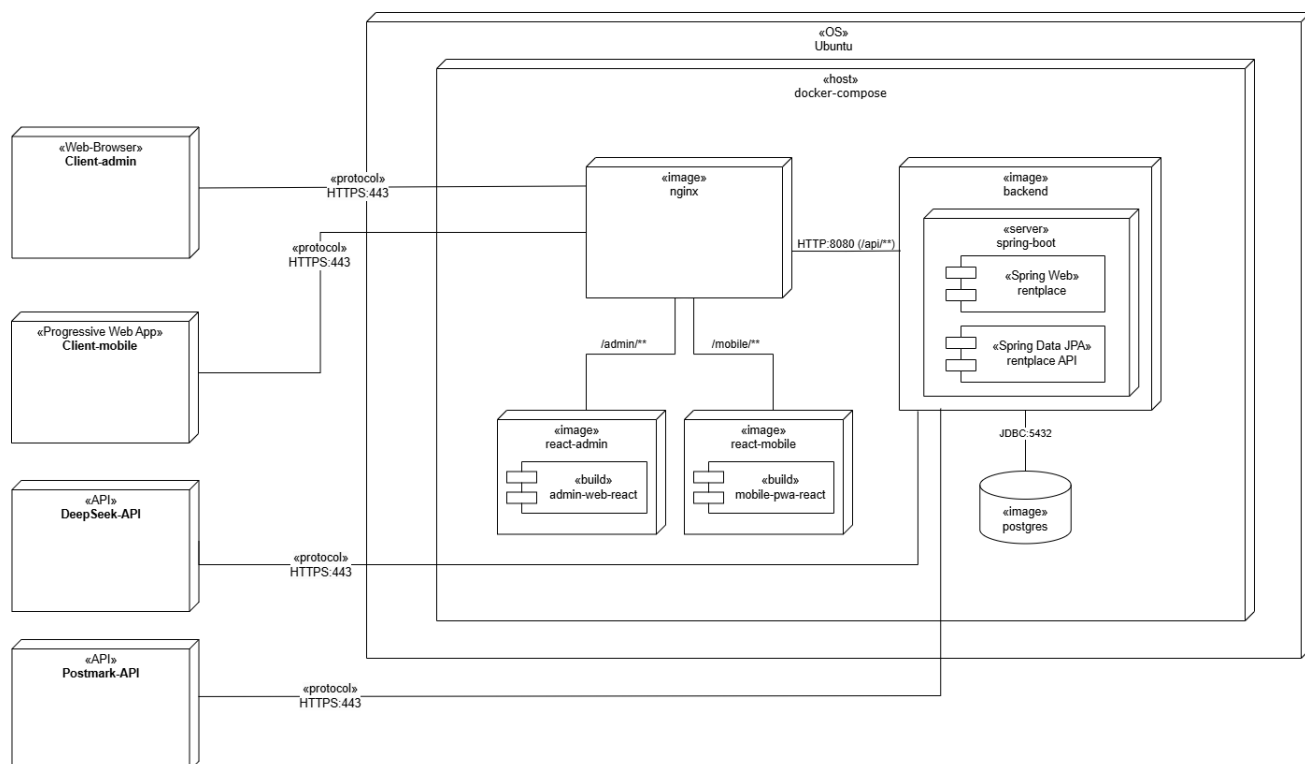 «OS»
Ubuntu
«host»
docker-compose
«Web-Browser»
Client-admin
«protocol»
HTTPS:443
«image»
nginx
«image»
backend
«server»
spring-boot
«protocol»
HTTPS:443
HTTP:8080 (/api/**)
«Spring Web»
rentplace
«Progressive Web App»
Client-mobile
/admin/**
/mobile/**
«Spring Data JPA»
rentplace API
«image»
react-admin
«image»
react-mobile
JDBC:5432
«build»
admin-web-react
«build»
mobile-pwa-react
«API»
DeepSeek-API
«image»
postgres
«protocol»
HTTPS:443
«API»
Postmark-API
«protocol»
HTTPS:443